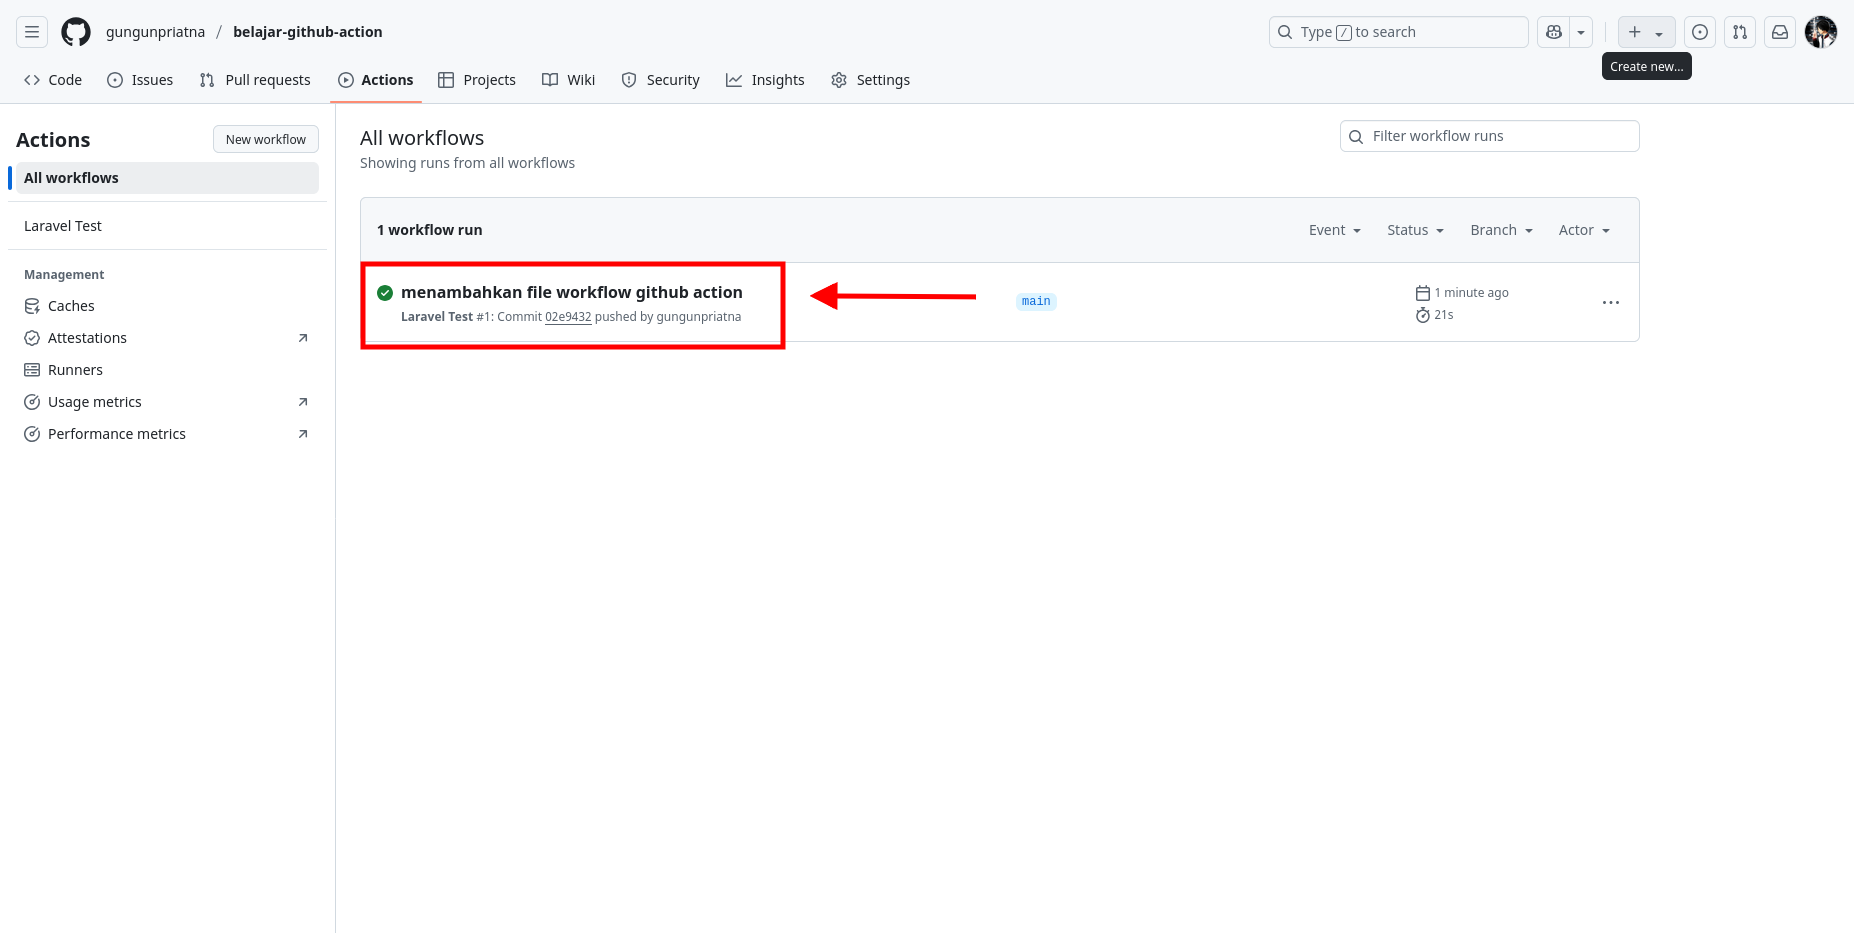 gungunpriatna / belajar-github-action
Type / to search
Create new...
Code
Issues
Pull requests
Actions
Projects
Wiki
Security
Insights
Settings
Actions
New workflow
All workflows
Laravel Test
Management
Caches
Attestations
Runners
Usage metrics
Performance metrics
All workflows
Showing runs from all workflows
Filter workflow runs
1 workflow run
Event
Status
Branch
Actor
menambahkan file workflow github action
Laravel Test #1: Commit 02e9432 pushed by gungunpriatna
main
1 minute ago
21s